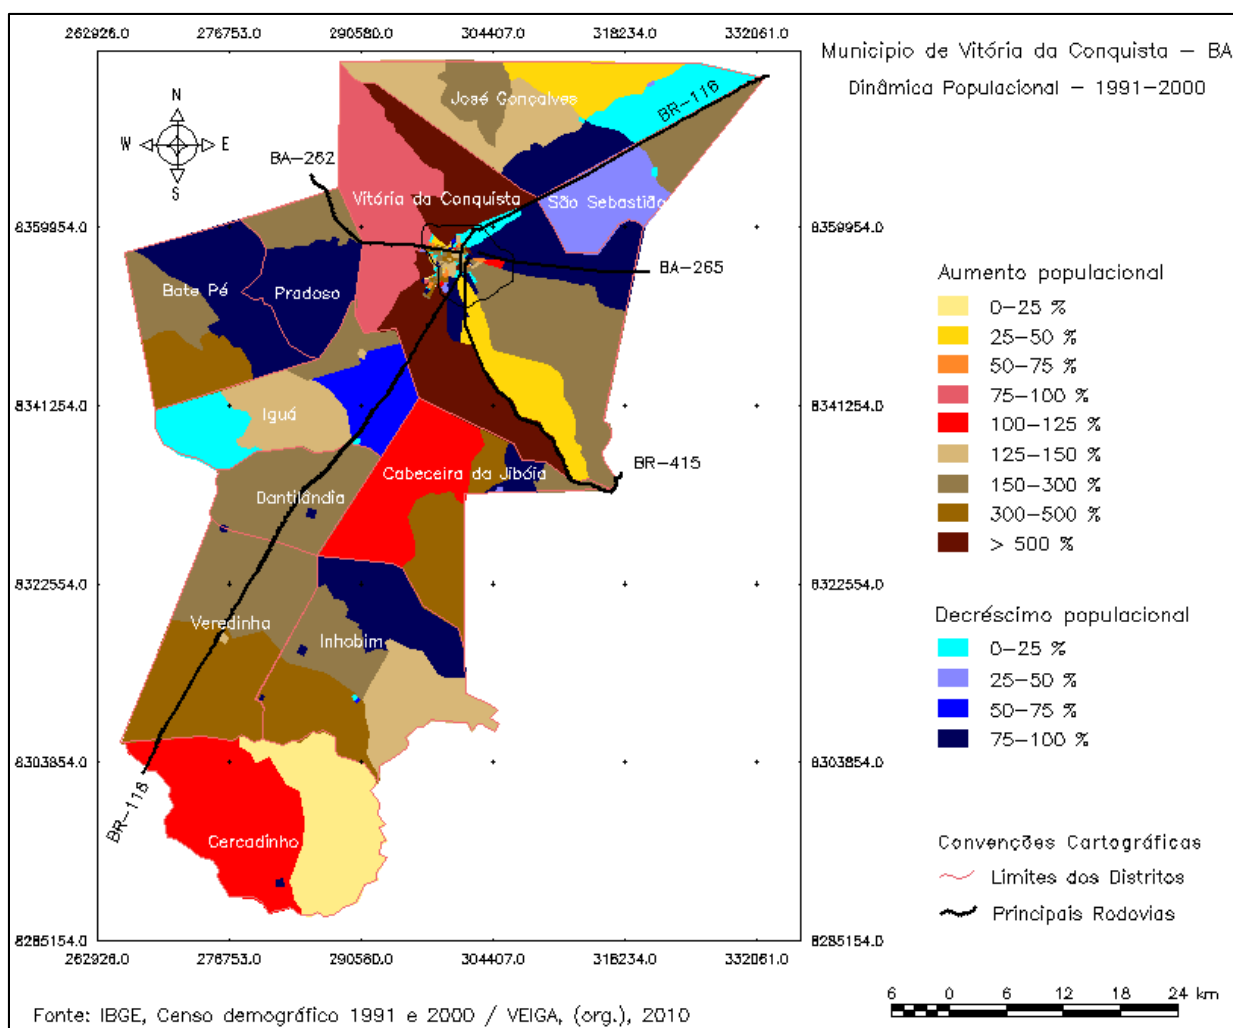 262926.0 276753.0 290580.0 304407.0 318234.0 332061.0
Municipio de Vitória da Conquista - BA
Dinâmica Populacional - 1991-2000
N
W E
S
José Gonçalves
BR-116
BA-262
Vitória da Conquista
São Sebastião
8359954.0 8359954.0
BA-265
Bate Pé
Pradoso
Aumento populacional
0-25 %
25-50 %
50-75 %
75-100 %
100-125 %
125-150 %
150-300 %
300-500 %
> 500 %
8341254.0 8341254.0
Iguá
BR-415
Cabeceira da Jibóia
Dantilândia
8322554.0 8322554.0
Veredinha
Inhobim
Decréscimo populacional
0-25 %
25-50 %
50-75 %
75-100 %
8303854.0 8303854.0
BR-116
Cercadinho
Convenções Cartográficas
Limites dos Distritos
Principais Rodovias
8285154.0 8285154.0
262926.0 276753.0 290580.0 304407.0 318234.0 332061.0
6 0 6 12 18 24 km
Fonte: IBGE, Censo demográfico 1991 e 2000 / VEIGA, (org.), 2010